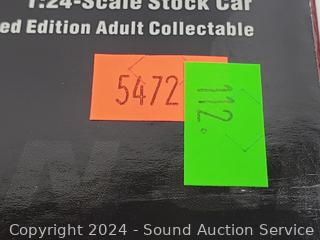 1:24-Scale Stock Car
ed Edition Adult Collectable
5472
112.
Copyright 2024 - Sound Auction Service